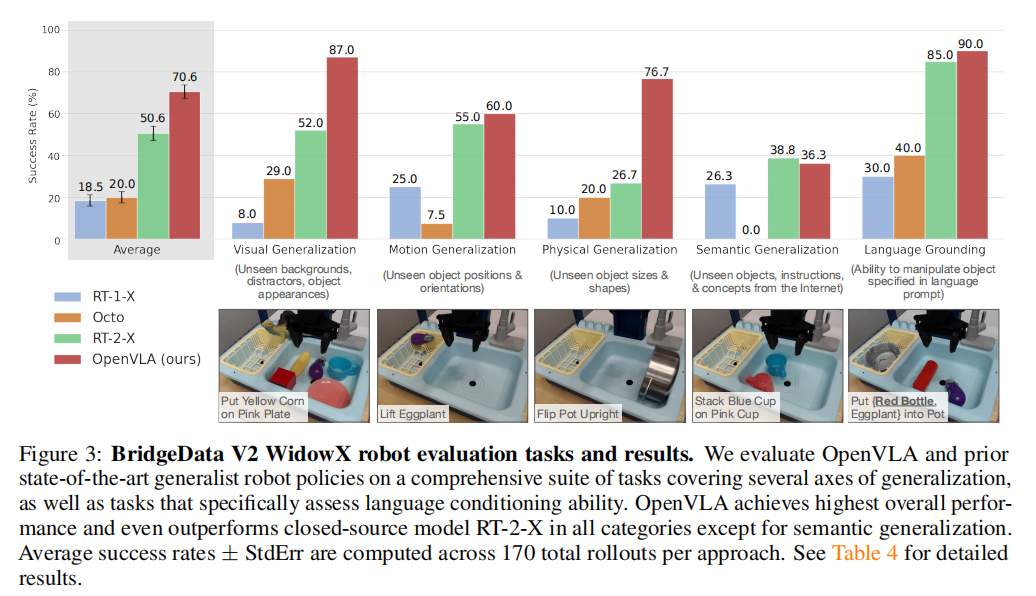 100
80
60
40
20
0
Success Rate (%)
18.5
20.0
50.6
70.6
Average
8.0
29.0
52.0
87.0
Visual Generalization
(Unseen backgrounds,
distractors, object
appearances)
25.0
7.5
55.0
60.0
Motion Generalization
(Unseen object positions &
orientations)
10.0
20.0
26.7
76.7
Physical Generalization
(Unseen object sizes &
shapes)
26.3
0.0
38.8
36.3
Semantic Generalization
(Unseen objects, instructions,
& concepts from the Internet)
30.0
40.0
85.0
90.0
Language Grounding
(Ability to manipulate object
specified in language
prompt)
RT-1-X
Octo
RT-2-X
OpenVLA (ours)
Put Yellow Corn
on Pink Plate
Lift Eggplant
Flip Pot Upright
Stack Blue Cup
on Pink Cup
Put {Red Bottle,
Eggplant} into Pot
Figure 3: BridgeData V2 WidowX robot evaluation tasks and results. We evaluate OpenVLA and prior
state-of-the-art generalist robot policies on a comprehensive suite of tasks covering several axes of generalization,
as well as tasks that specifically assess language conditioning ability. OpenVLA achieves highest overall perfor-
mance and even outperforms closed-source model RT-2-X in all categories except for semantic generalization.
Average success rates ± StdErr are computed across 170 total rollouts per approach. See Table 4 for detailed
results.